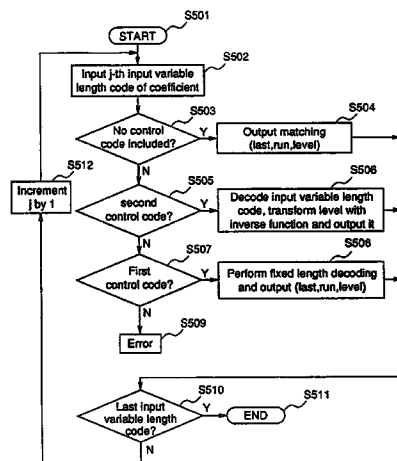 S501
START
S502
Input j-th input variable
length code of coefficient
S503
No control
code included?
Y
N
S504
Output matching
(last,run,level)
S512
Increment
j by 1
S505
second
control code?
Y
N
S506
Decode input variable length
code, transform level with
inverse function and output it
S507
First
control code?
Y
N
S508
Perform fixed length decoding
and output (last,run,level)
S509
Error
S510
Last input
variable length
code?
Y
N
S511
END